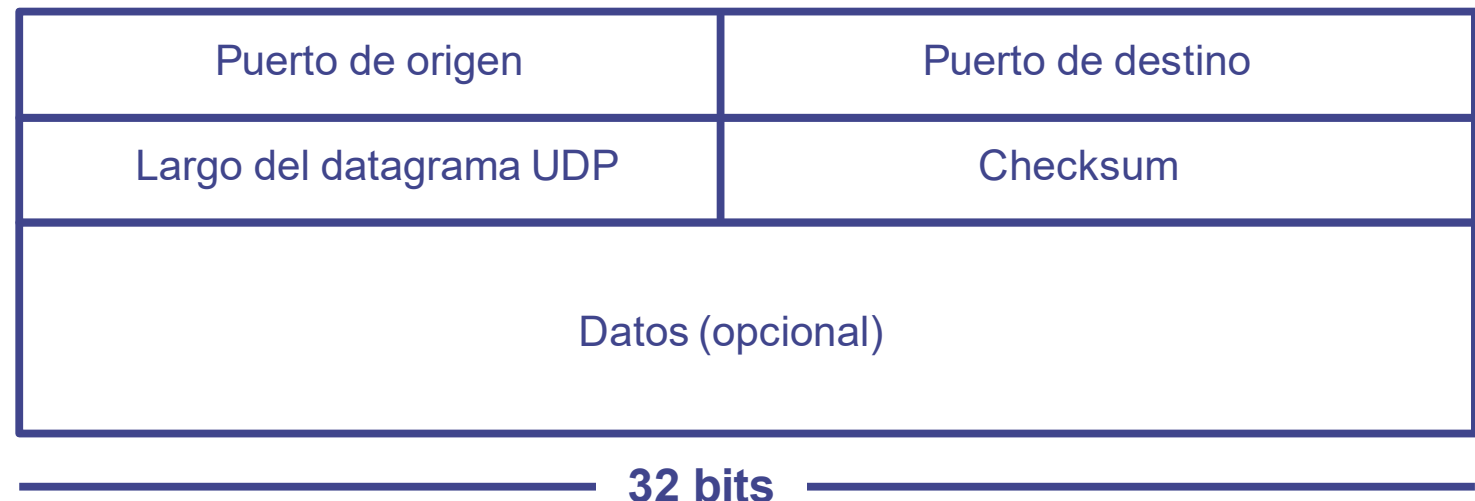 Puerto de origen
Puerto de destino
Largo del datagrama UDP
Checksum
Datos (opcional)
32 bits